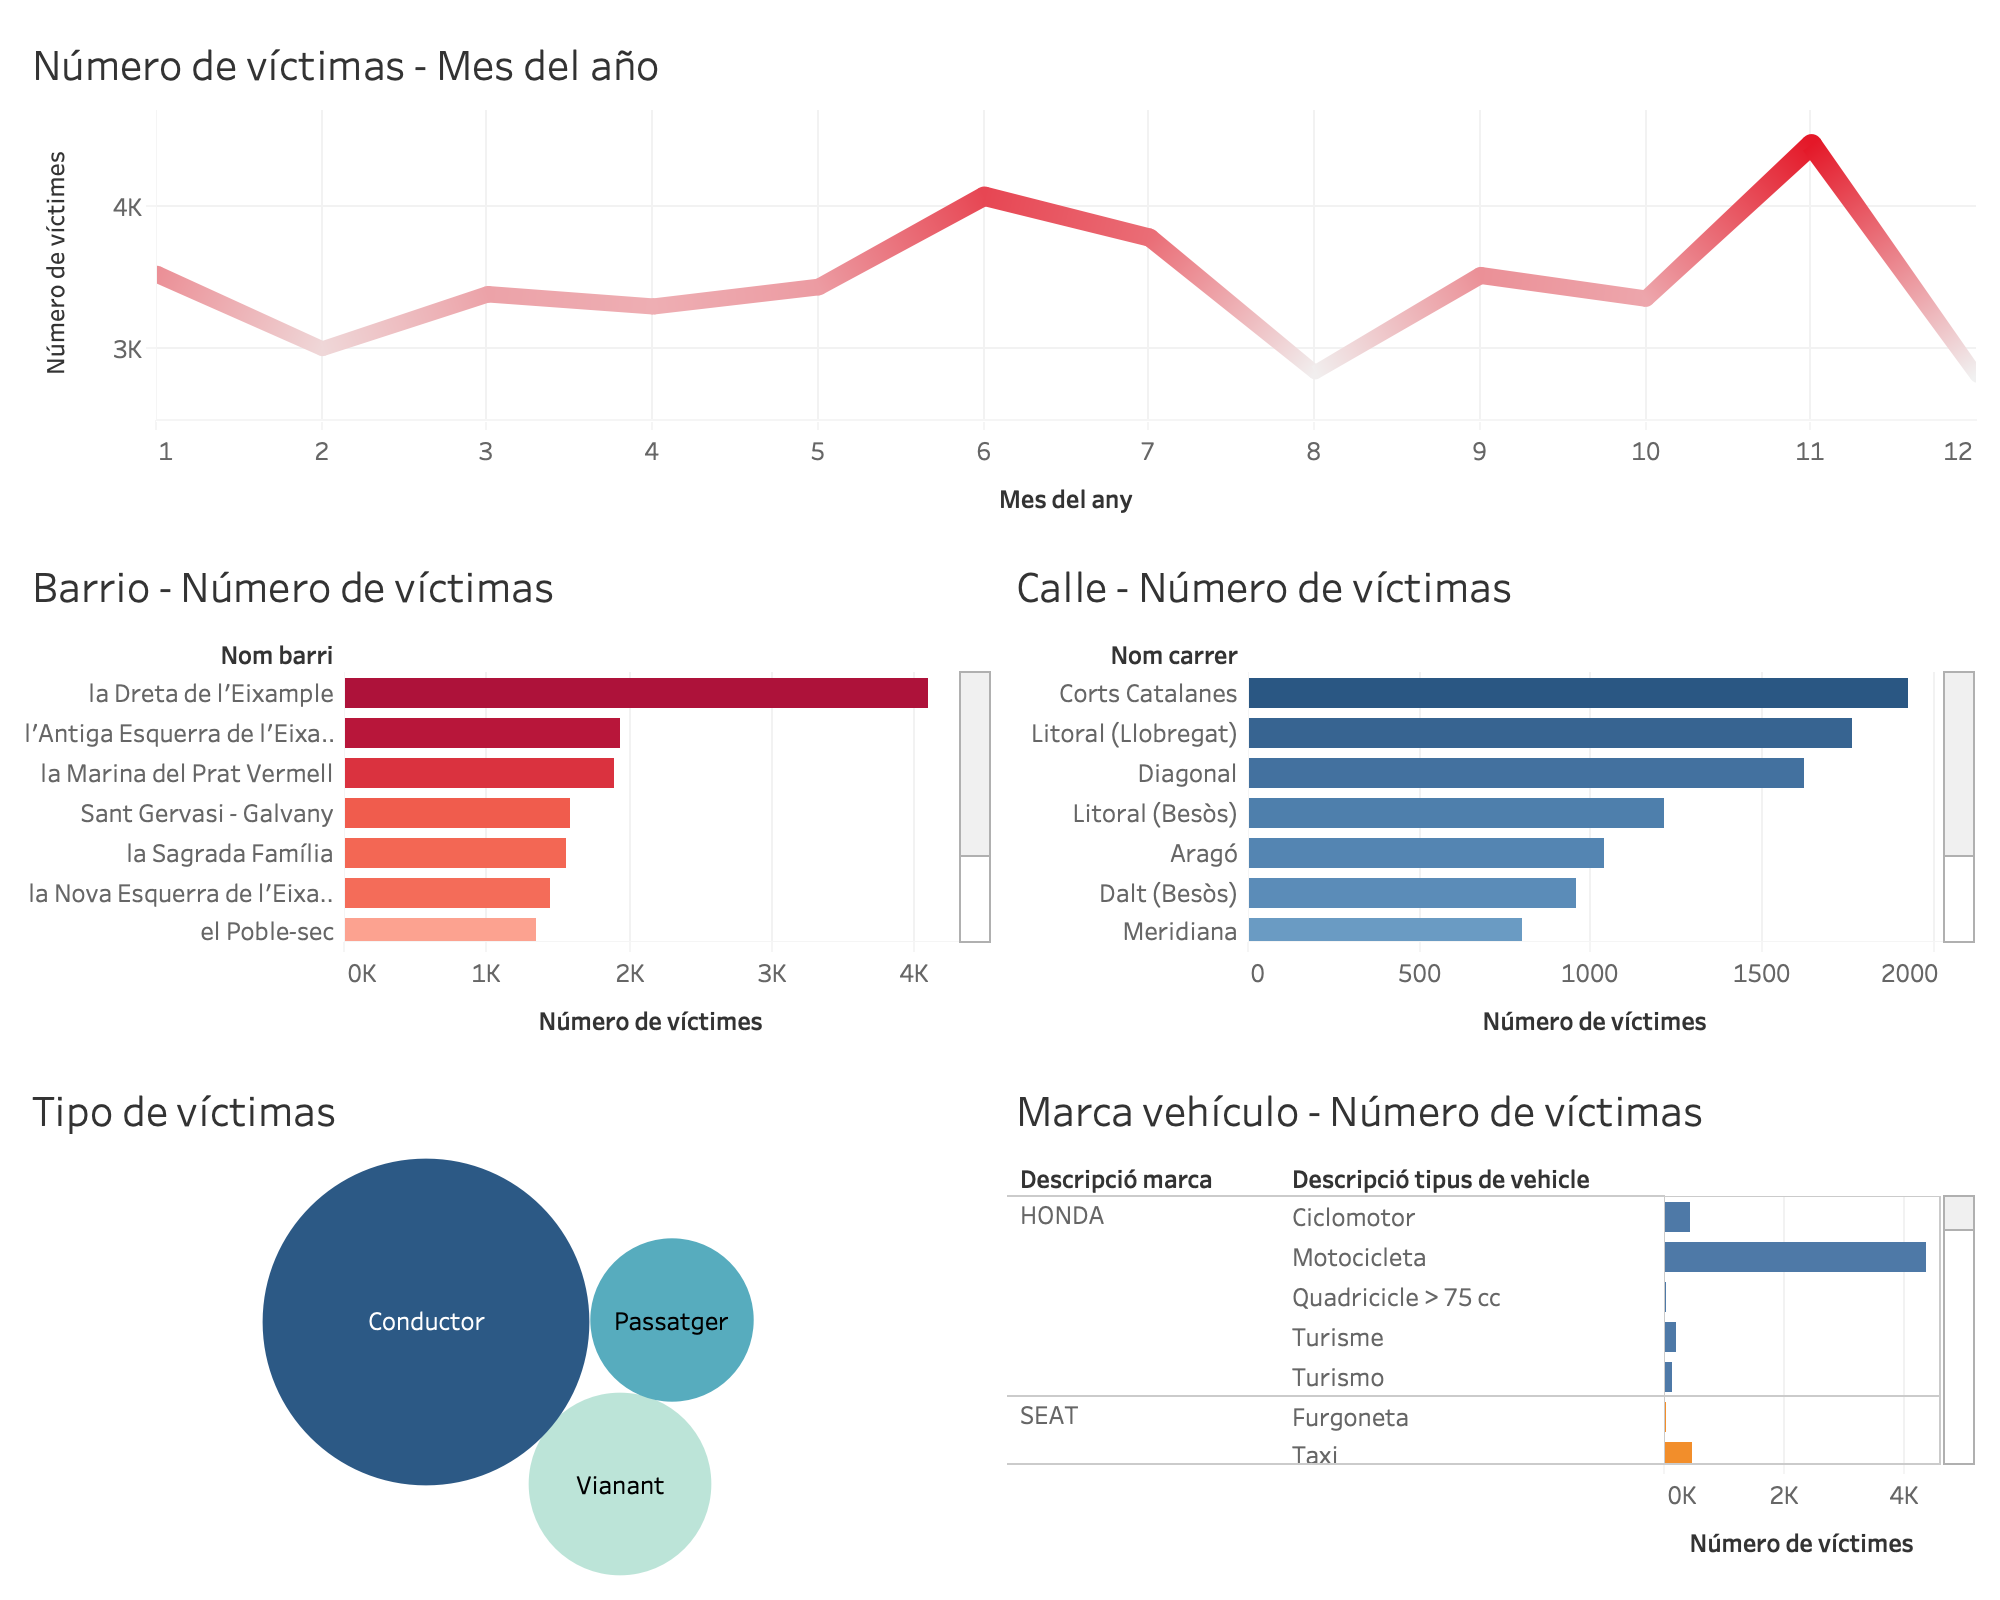 Número de víctimas - Mes del año
Número de víctimes
4K
3K
1 2 3 4 5 6 7 8 9 10 11 12
Mes del any
Barrio - Número de víctimas
Nom barri
la Dreta de l'Eixample
l'Antiga Esquerra de l'Eixa..
la Marina del Prat Vermell
Sant Gervasi - Galvany
la Sagrada Família
la Nova Esquerra de l'Eixa..
el Poble-sec
0K 1K 2K 3K 4K
Número de víctimes
Calle - Número de víctimas
Nom carrer
Corts Catalanes
Litoral (Llobregat)
Diagonal
Litoral (Besòs)
Aragó
Dalt (Besòs)
Meridiana
0 500 1000 1500 2000
Número de víctimes
Tipo de víctimas
Conductor
Passatger
Vianant
Marca vehículo - Número de víctimas
Descripció marca Descripció tipus de vehicle
HONDA Ciclomotor
Motocicleta
Quadricicle > 75 cc
Turisme
Turismo
SEAT Furgoneta
Taxi
0K 2K 4K
Número de víctimes